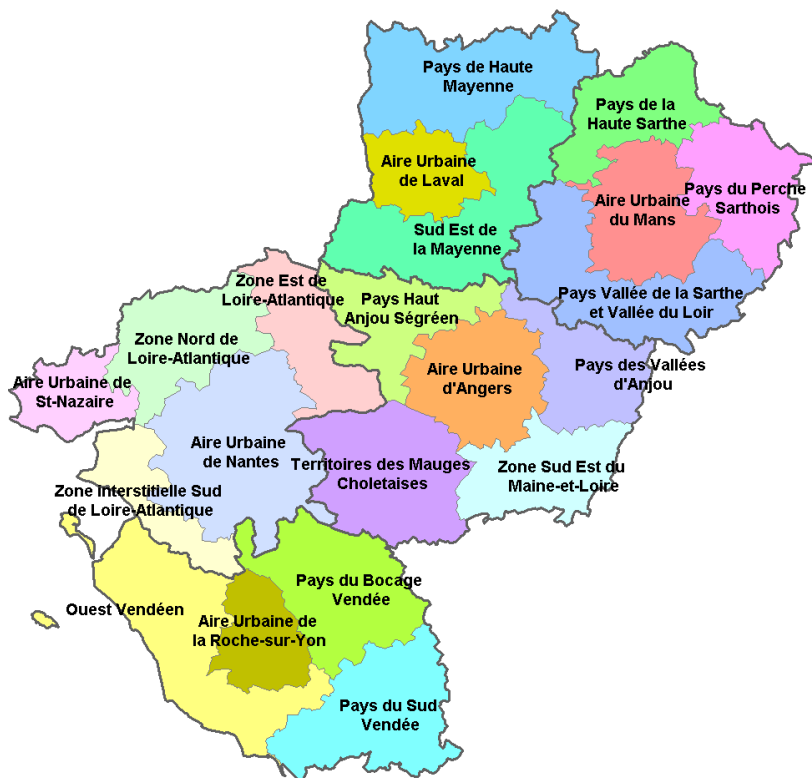 Pays de Haute
Mayenne
Pays de la
Haute Sarthe
Aire Urbaine
de Laval
Pays du Perche
Sarthois
Aire Urbaine
du Mans
Sud Est de
la Mayenne
Zone Est de
Loire-Atlantique
Pays Haut
Anjou Ségréen
Pays Vallée de la Sarthe
et Vallée du Loir
Zone Nord de
Loire-Atlantique
Aire Urbaine de
St-Nazaire
Aire Urbaine
d'Angers
Pays des Vallées
d'Anjou
Aire Urbaine
de Nantes
Territoires des Mauges
Choletaises
Zone Sud Est du
Maine-et-Loire
Zone Interstitielle Sud
de Loire-Atlantique
Pays du Bocage
Vendée
Ouest Vendéen
Aire Urbaine de
la Roche-sur-Yon
Pays du Sud
Vendée